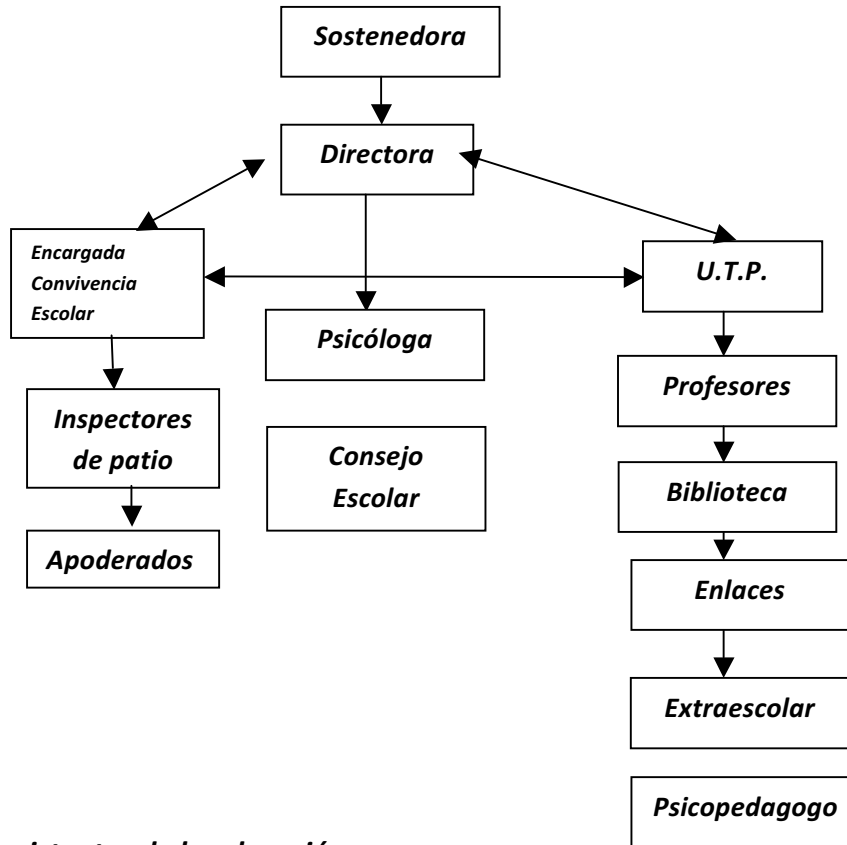 Sostenedora
Directora
Encargada
Convivencia
Escolar
U.T.P.
Psicóloga
Profesores
Inspectores
de patio
Consejo
Escolar
Biblioteca
Apoderados
Enlaces
Extraescolar
Psicopedagogo